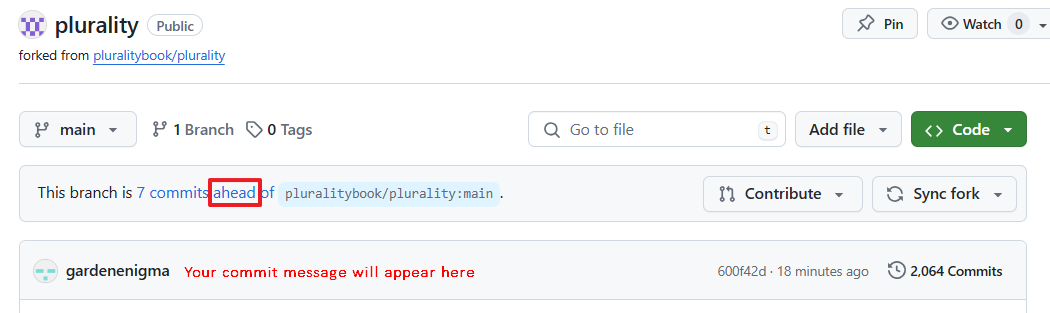 plurality Public Pin Watch 0
forked from pluralitybook/plurality
main 1 Branch 0 Tags Go to file t Add file Code
This branch is 7 commits ahead of pluralitybook/plurality:main. Contribute Sync fork
gardenenigma Your commit message will appear here 600f42d · 18 minutes ago 2,064 Commits